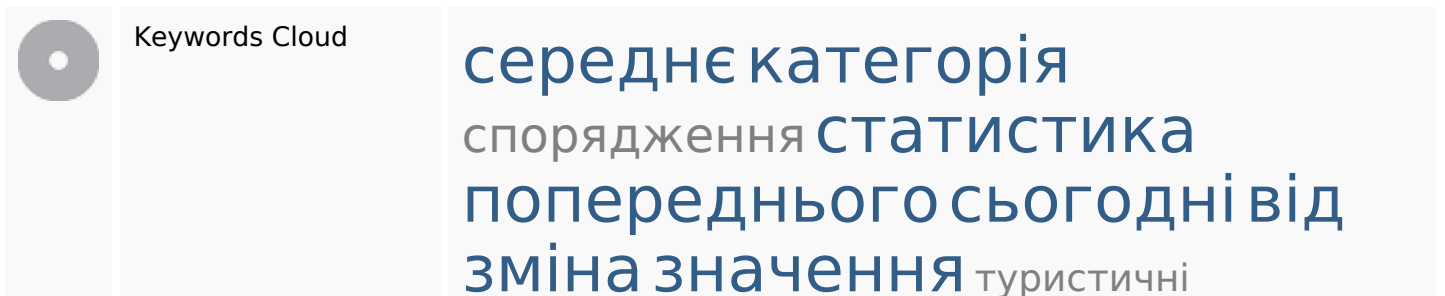 Keywords Cloud
середнє категорія
спорядження статистика
попереднього сьогодні від
зміна значення туристичні